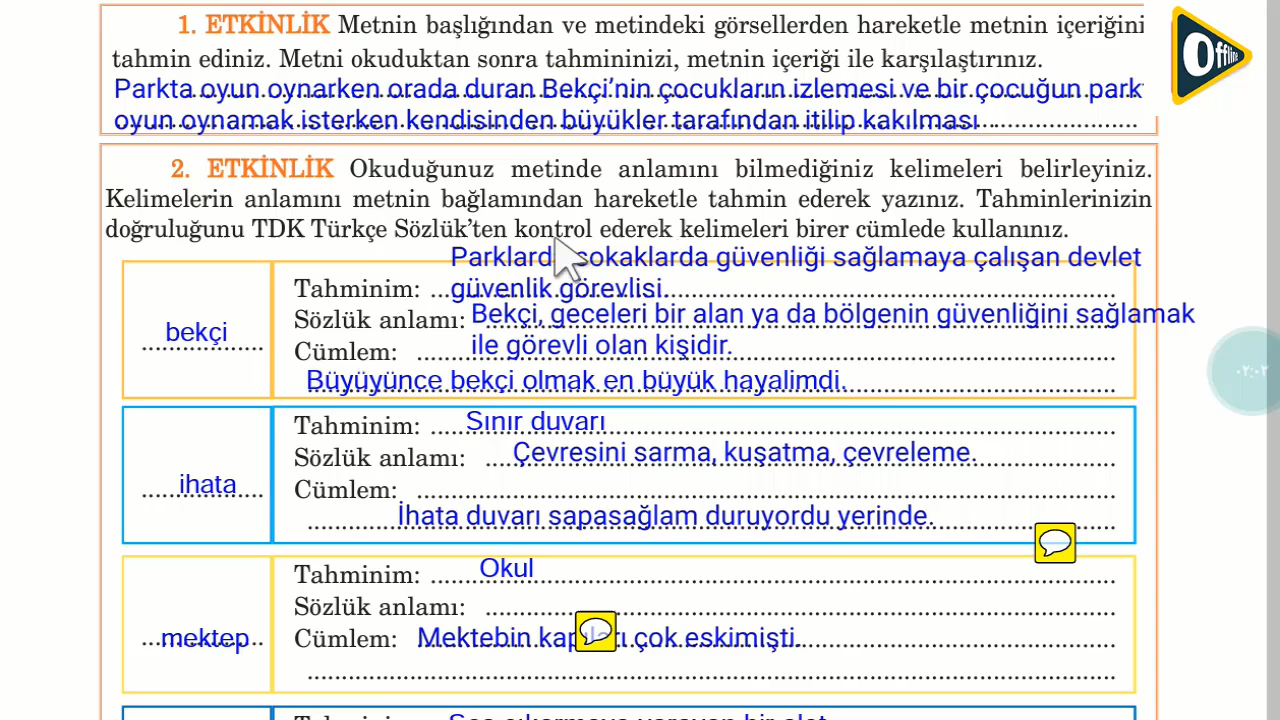 1. ETKİNLİK Metnin başlığından ve metindeki görsellerden hareketle metnin içeriğini
tahmin ediniz. Metni okuduktan sonra tahmininizi, metnin içeriği ile karşılaştırınız.
Parkta oyun oynarken orada duran Bekçi’nin çocukların izlemesi ve bir çocuğun park
oyun oynamak isterken kendisinden büyükler tarafından itilip kakılması
Offline
2. ETKİNLİK Okuduğunuz metinde anlamını bilmediğiniz kelimeleri belirleyiniz.
Kelimelerin anlamını metnin bağlamından hareketle tahmin ederek yazınız. Tahminlerinizin
doğruluğunu TDK Türkçe Sözlük’ten kontrol ederek kelimeleri birer cümlede kullanınız.
bekçi
Parklard sokaklarda güvenliği sağlamaya çalışan devlet
Tahminim: güvenlik görevlisi.
Sözlük anlamı: Bekçi, geceleri bir alan ya da bölgenin güvenliğini sağlamak
Cümlem: ile görevli olan kişidir.
Büyüyünce bekçi olmak en büyük hayalimdi.
ihata
Tahminim: Sınır duvarı
Sözlük anlamı: Çevresini sarma, kuşatma, çevreleme.
Cümlem:
İhata duvarı sapasağlam duruyordu yerinde.
mektep
Tahminim: Okul
Sözlük anlamı:
Cümlem: Mektebin kapıları çok eskimişti.
٠٢:٠٢